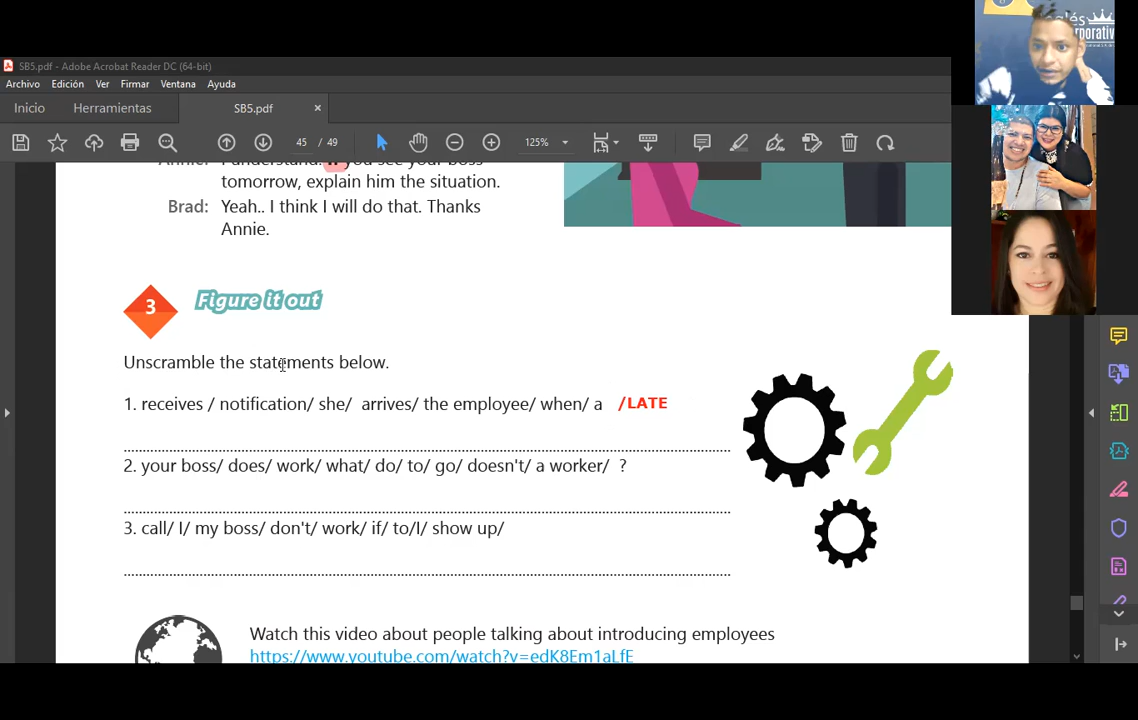 SB5.pdf - Adobe Acrobat Reader DC (64-bit)
Archivo Edición Ver Firmar Ventana Ayuda
Inicio Herramientas SB5.pdf ×
45 / 49 125%
tomorrow, explain him the situation.
Brad: Yeah.. I think I will do that. Thanks
Annie.
3 Figure it out
Unscramble the statements below.
1. receives / notification/ she/ arrives/ the employee/ when/ a /LATE
2. your boss/ does/ work/ what/ do/ to/ go/ doesn't/ a worker/ ?
3. call/ I/ my boss/ don't/ work/ if/ to/I/ show up/
Watch this video about people talking about introducing employees
https://www.youtube.com/watch?v=edK8Em1aLfE